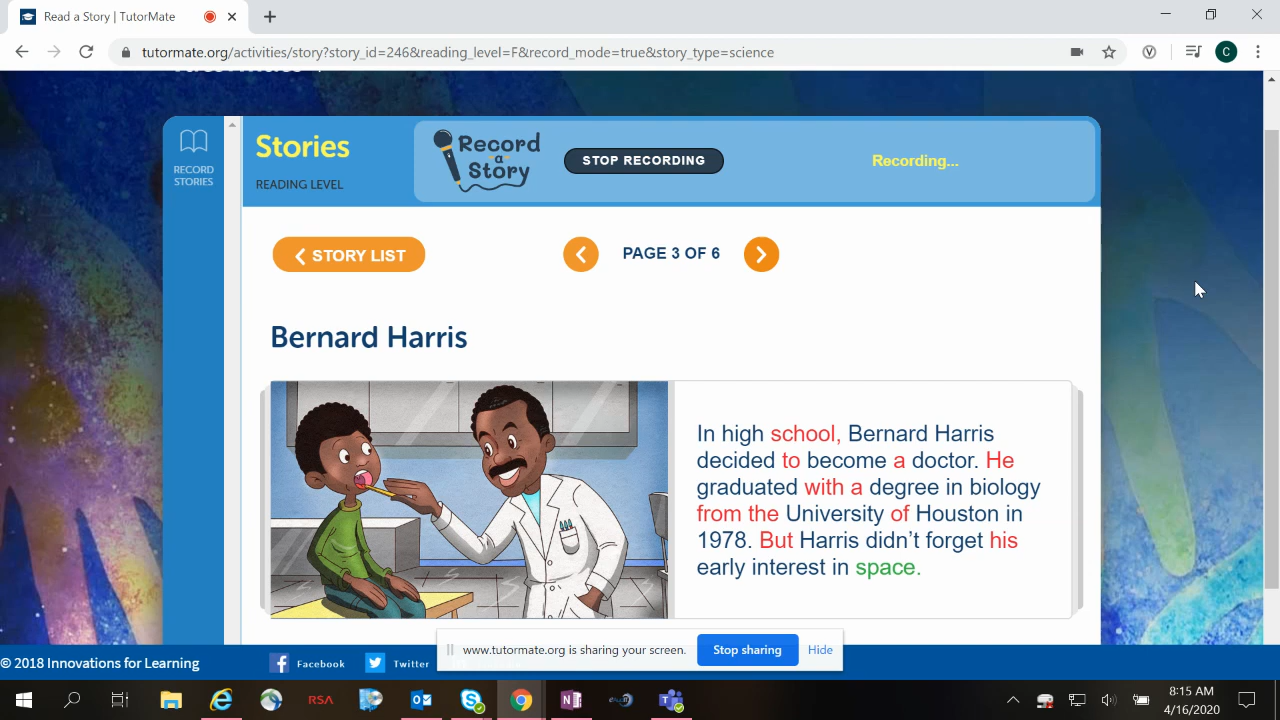 Read a Story | TutorMate
tutormate.org/activities/story?story_id=246&reading_level=F&record_mode=true&story_type=science
V
C
RECORD
STORIES
Stories
READING LEVEL
Record
a
Story
STOP RECORDING
Recording...
STORY LIST
PAGE 3 OF 6
Bernard Harris
In high school, Bernard Harris
decided to become a doctor. He
graduated with a degree in biology
from the University of Houston in
1978. But Harris didn't forget his
early interest in space.
www.tutormate.org is sharing your screen.
Stop sharing
Hide
© 2018 Innovations for Learning
Facebook
Twitter
RSA
8:15 AM
4/16/2020